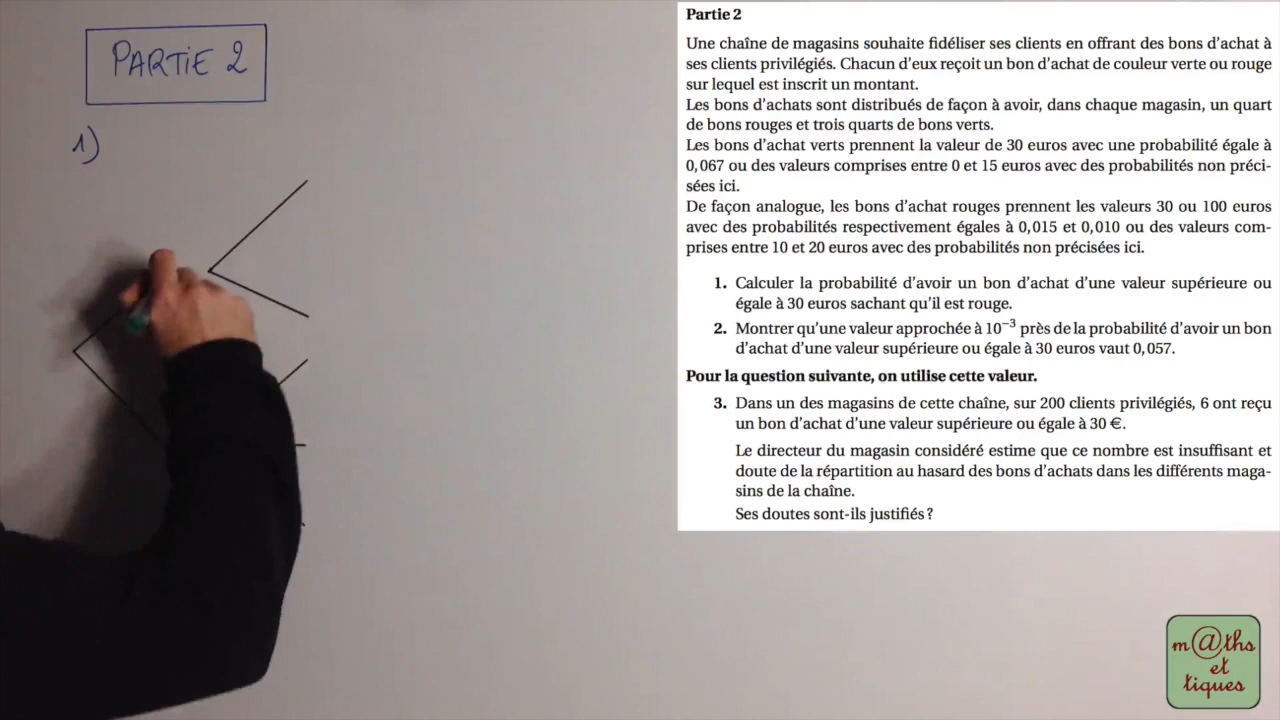 PARTIE 2
1)
Partie 2
Une chaîne de magasins souhaite fidéliser ses clients en offrant des bons d'achat à
ses clients privilégiés. Chacun d'eux reçoit un bon d'achat de couleur verte ou rouge
sur lequel est inscrit un montant.
Les bons d'achats sont distribués de façon à avoir, dans chaque magasin, un quart
de bons rouges et trois quarts de bons verts.
Les bons d'achat verts prennent la valeur de 30 euros avec une probabilité égale à
0,067 ou des valeurs comprises entre 0 et 15 euros avec des probabilités non préci-
sées ici.
De façon analogue, les bons d'achat rouges prennent les valeurs 30 ou 100 euros
avec des probabilités respectivement égales à 0,015 et 0,010 ou des valeurs com-
prises entre 10 et 20 euros avec des probabilités non précisées ici.
1. Calculer la probabilité d'avoir un bon d'achat d'une valeur supérieure ou
égale à 30 euros sachant qu'il est rouge.
2. Montrer qu'une valeur approchée à 10⁻³ près de la probabilité d'avoir un bon
d'achat d'une valeur supérieure ou égale à 30 euros vaut 0,057.
Pour la question suivante, on utilise cette valeur.
3. Dans un des magasins de cette chaîne, sur 200 clients privilégiés, 6 ont reçu
un bon d'achat d'une valeur supérieure ou égale à 30 €.
Le directeur du magasin considéré estime que ce nombre est insuffisant et
doute de la répartition au hasard des bons d'achats dans les différents maga-
sins de la chaîne.
Ses doutes sont-ils justifiés ?
m@ths
et
tiques